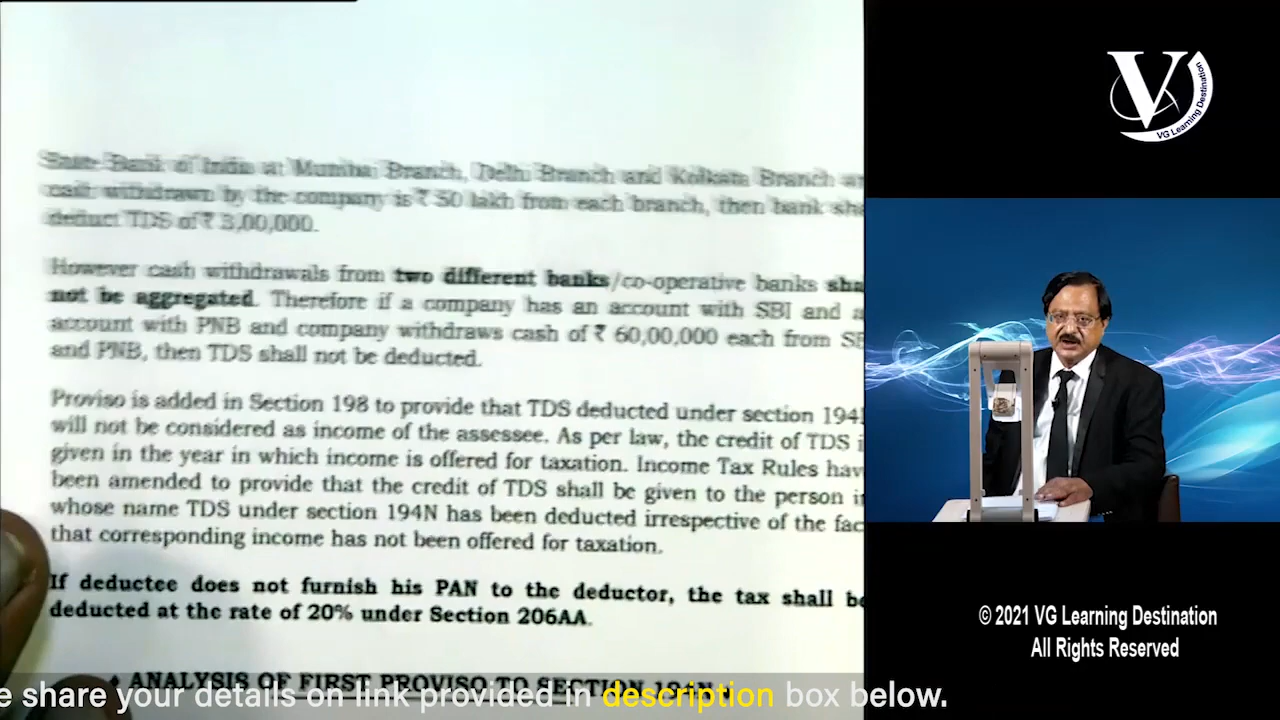 State Bank of India at Mumbai Branch, Delhi Branch and Kolkata Branch
cash withdrawn by the company is ₹ 50 lakh from each branch, then bank sha
deduct TDS of ₹ 3,00,000.
However cash withdrawals from two different banks/co-operative banks sha
not be aggregated. Therefore if a company has an account with SBI and a
account with PNB and company withdraws cash of ₹ 60,00,000 each from SB
and PNB, then TDS shall not be deducted.
Proviso is added in Section 198 to provide that TDS deducted under section 194
will not be considered as income of the assessee. As per law, the credit of TDS i
given in the year in which income is offered for taxation. Income Tax Rules hav
been amended to provide that the credit of TDS shall be given to the person i
whose name TDS under section 194N has been deducted irrespective of the fac
that corresponding income has not been offered for taxation.
If deductee does not furnish his PAN to the deductor, the tax shall be
deducted at the rate of 20% under Section 206AA.
ANALYSIS OF FIRST PROVISO TO SECTION 194N
e share your details on link provided in description box below.
V
VG Learning Destination
© 2021 VG Learning Destination
All Rights Reserved